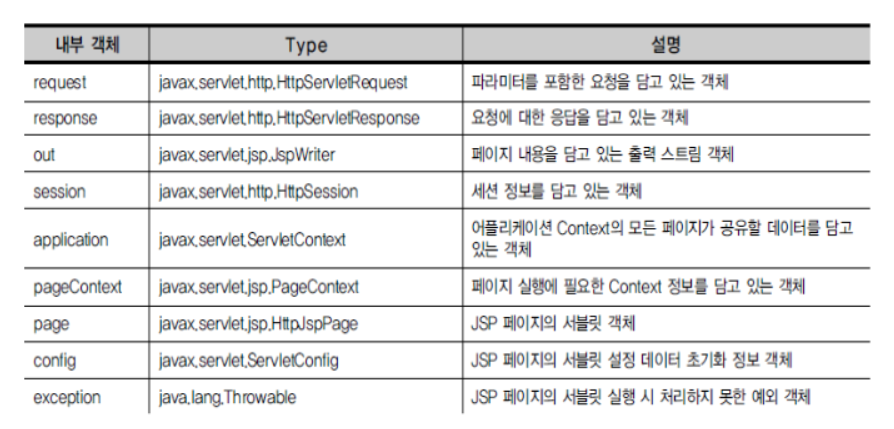 내부 객체 Type 설명
request javax.servlet.http.HttpServletRequest 파라미터를 포함한 요청을 담고 있는 객체
response javax.servlet.http.HttpServletResponse 요청에 대한 응답을 담고 있는 객체
out javax.servlet.jsp.JspWriter 페이지 내용을 담고 있는 출력 스트림 객체
session javax.servlet.http.HttpSession 세션 정보를 담고 있는 객체
application javax.servlet.ServletContext 어플리케이션 Context의 모든 페이지가 공유할 데이터를 담고
있는 객체
pageContext javax.servlet.jsp.PageContext 페이지 실행에 필요한 Context 정보를 담고 있는 객체
page javax.servlet.jsp.HttpJspPage JSP 페이지의 서블릿 객체
config javax.servlet.ServletConfig JSP 페이지의 서블릿 설정 데이터 초기화 정보 객체
exception java.lang.Throwable JSP 페이지의 서블릿 실행 시 처리하지 못한 예외 객체